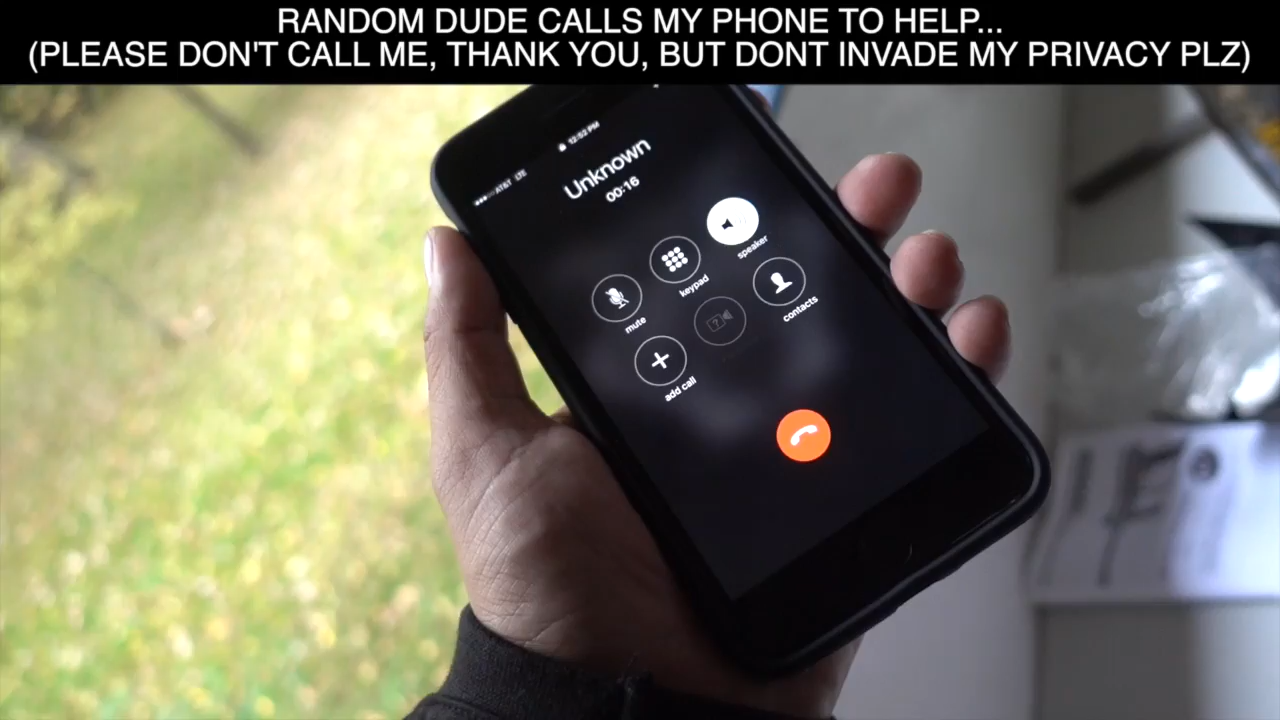 RANDOM DUDE CALLS MY PHONE TO HELP...
(PLEASE DON'T CALL ME, THANK YOU, BUT DONT INVADE MY PRIVACY PLZ)
12:52 PM
AT&T LTE
Unknown
00:16
mute
keypad
speaker
add call
contacts